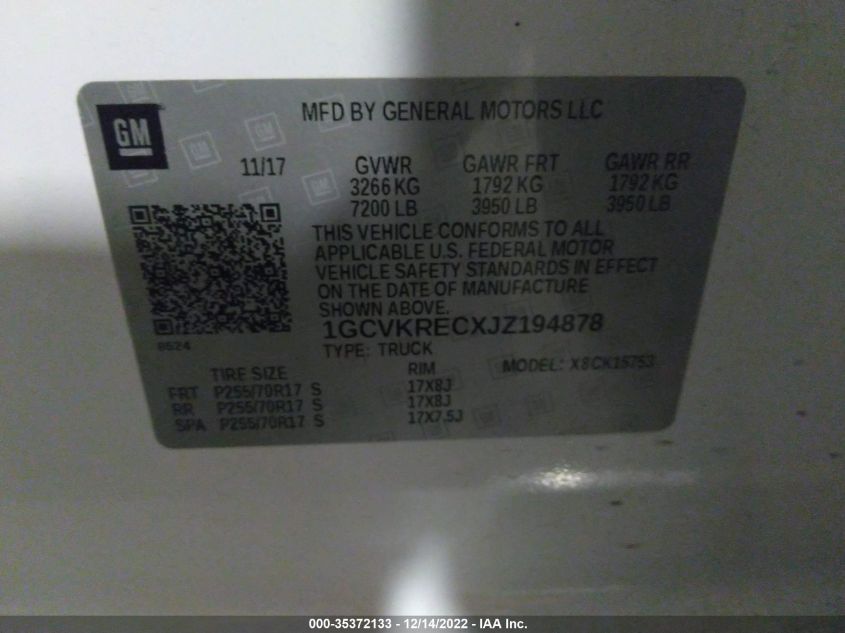 GM
MFD BY GENERAL MOTORS LLC
11/17 GVWR GAWR FRT GAWR RR
3266 KG 1792 KG 1792 KG
7200 LB 3950 LB 3950 LB
THIS VEHICLE CONFORMS TO ALL
APPLICABLE U.S. FEDERAL MOTOR
VEHICLE SAFETY STANDARDS IN EFFECT
ON THE DATE OF MANUFACTURE
SHOWN ABOVE.
1GCVKRECXJZ194878
8524
TYPE: TRUCK
TIRE SIZE RIM MODEL: X8CK15753
FRT P255/70R17 S 17X8J
RR P255/70R17 S 17X8J
SPA P255/70R17 S 17X7.5J
000-35372133 - 12/14/2022 - IAA Inc.